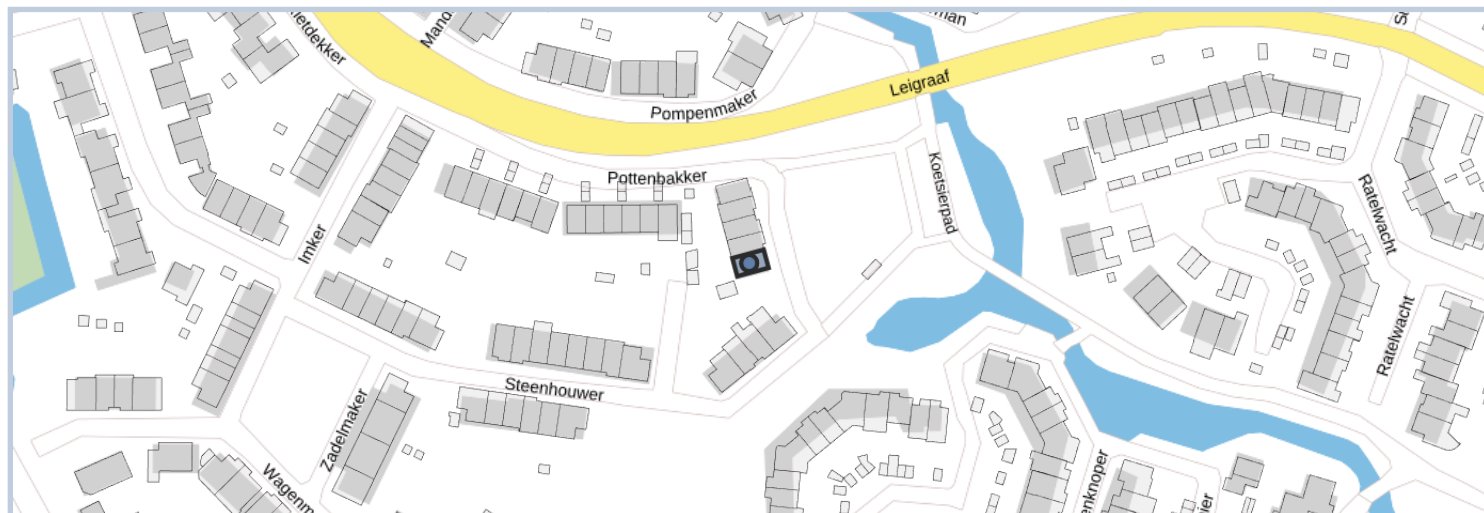 Leigraaf
Pompenmaker
Pottenbakker
Koetsierpad
Ratelwacht
Imker
Ratelwacht
Steenhouwer
Zadelmaker